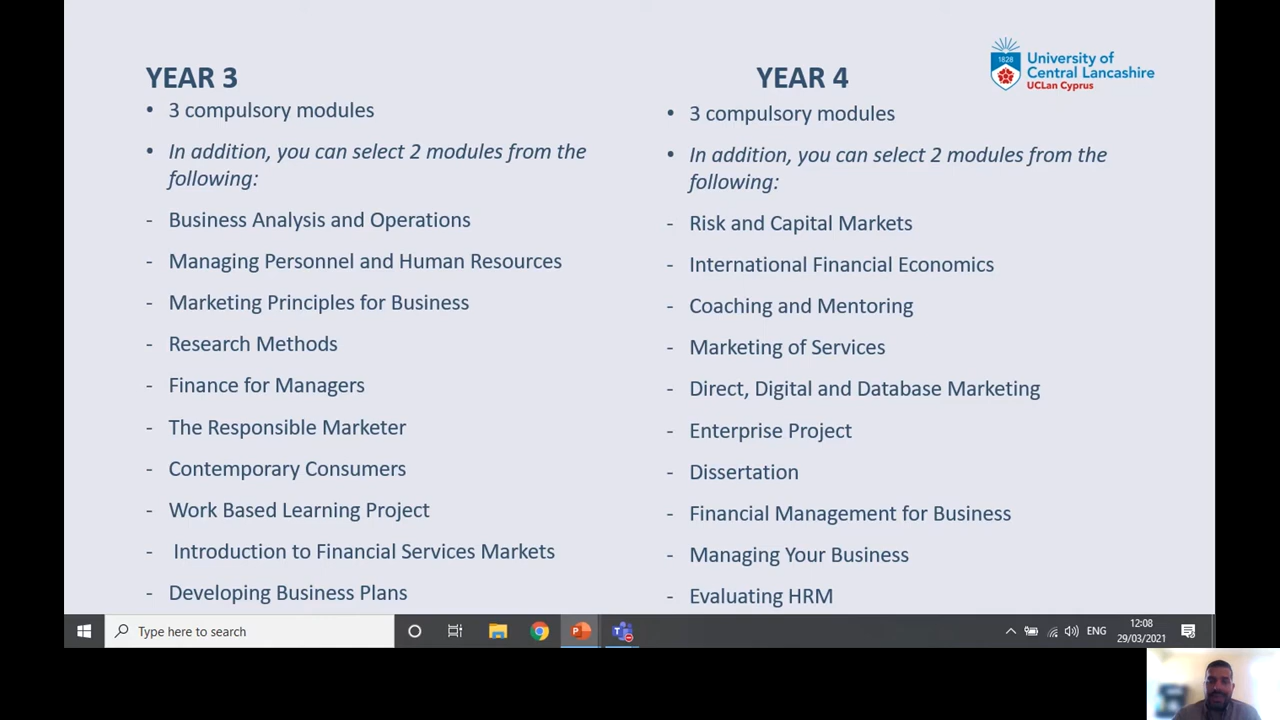 YEAR 3
• 3 compulsory modules
• In addition, you can select 2 modules from the
following:
- Business Analysis and Operations
- Managing Personnel and Human Resources
- Marketing Principles for Business
- Research Methods
- Finance for Managers
- The Responsible Marketer
- Contemporary Consumers
- Work Based Learning Project
- Introduction to Financial Services Markets
- Developing Business Plans
YEAR 4
• 3 compulsory modules
• In addition, you can select 2 modules from the
following:
- Risk and Capital Markets
- International Financial Economics
- Coaching and Mentoring
- Marketing of Services
- Direct, Digital and Database Marketing
- Enterprise Project
- Dissertation
- Financial Management for Business
- Managing Your Business
- Evaluating HRM
1828
University of
Central Lancashire
UCLan Cyprus
Type here to search
ENG
12:08
29/03/2021